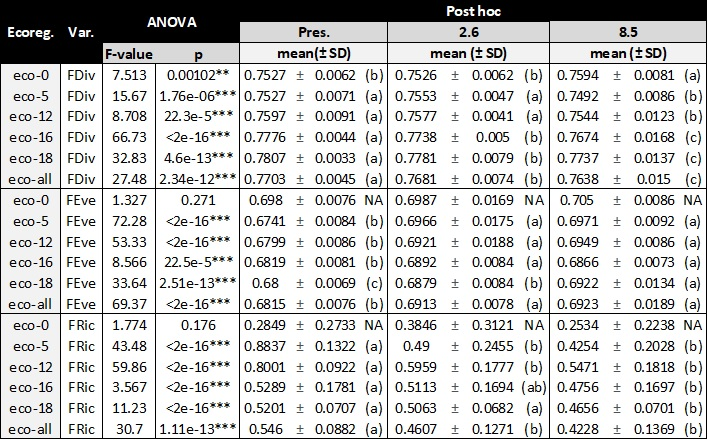 Ecoreg. Var. ANOVA Post hoc
Pres. 2.6 8.5
F-value p mean(± SD) mean (± SD) mean (± SD)
eco-0 FDiv 7.513 0.00102** 0.7527 ± 0.0062 (b) 0.7526 ± 0.0062 (b) 0.7594 ± 0.0081 (a)
eco-5 FDiv 15.67 1.76e-06*** 0.7527 ± 0.0071 (a) 0.7553 ± 0.0047 (a) 0.7492 ± 0.0086 (b)
eco-12 FDiv 8.708 22.3e-5*** 0.7597 ± 0.0091 (a) 0.7577 ± 0.0041 (a) 0.7544 ± 0.0123 (b)
eco-16 FDiv 66.73 <2e-16*** 0.7776 ± 0.0044 (a) 0.7738 ± 0.005 (b) 0.7674 ± 0.0168 (c)
eco-18 FDiv 32.83 4.6e-13*** 0.7807 ± 0.0033 (a) 0.7781 ± 0.0079 (b) 0.7737 ± 0.0137 (c)
eco-all FDiv 27.48 2.34e-12*** 0.7703 ± 0.0045 (a) 0.7681 ± 0.0074 (b) 0.7638 ± 0.015 (c)
eco-0 FEve 1.327 0.271 0.698 ± 0.0076 NA 0.6987 ± 0.0169 NA 0.705 ± 0.0086 NA
eco-5 FEve 72.28 <2e-16*** 0.6741 ± 0.0084 (b) 0.6966 ± 0.0175 (a) 0.6971 ± 0.0092 (a)
eco-12 FEve 53.33 <2e-16*** 0.6799 ± 0.0086 (b) 0.6921 ± 0.0188 (a) 0.6949 ± 0.0086 (a)
eco-16 FEve 8.566 22.5e-5*** 0.6819 ± 0.0081 (b) 0.6892 ± 0.0084 (a) 0.6866 ± 0.0073 (a)
eco-18 FEve 33.64 2.51e-13*** 0.68 ± 0.0069 (c) 0.6879 ± 0.0084 (b) 0.6922 ± 0.0134 (a)
eco-all FEve 69.37 <2e-16*** 0.6815 ± 0.0076 (b) 0.6913 ± 0.0078 (a) 0.6923 ± 0.0189 (a)
eco-0 FRic 1.774 0.176 0.2849 ± 0.2733 NA 0.3846 ± 0.3121 NA 0.2534 ± 0.2238 NA
eco-5 FRic 43.48 <2e-16*** 0.8837 ± 0.1322 (a) 0.49 ± 0.2455 (b) 0.4254 ± 0.2028 (b)
eco-12 FRic 59.86 <2e-16*** 0.8001 ± 0.0922 (a) 0.5959 ± 0.1777 (b) 0.5471 ± 0.1818 (b)
eco-16 FRic 3.567 <2e-16*** 0.5289 ± 0.1781 (a) 0.5113 ± 0.1694 (ab) 0.4756 ± 0.1697 (b)
eco-18 FRic 11.23 <2e-16*** 0.5201 ± 0.0707 (a) 0.5063 ± 0.0682 (a) 0.4656 ± 0.0701 (b)
eco-all FRic 30.7 1.11e-13*** 0.546 ± 0.0882 (a) 0.4607 ± 0.1271 (b) 0.4228 ± 0.1369 (b)